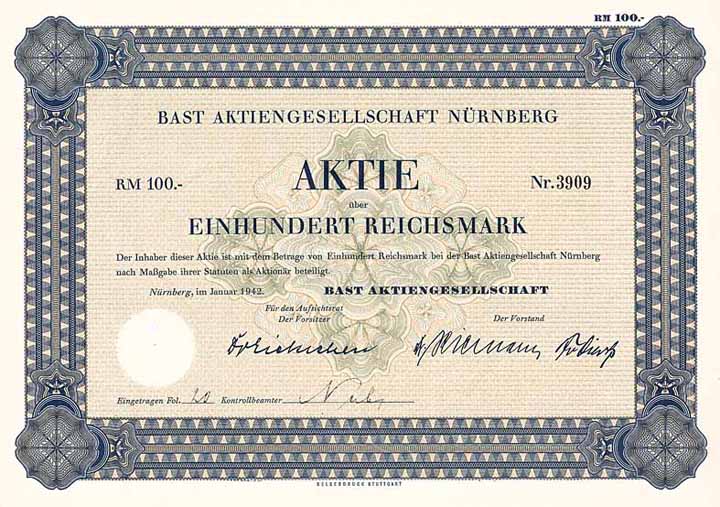 RM 100.-
BAST AKTIENGESELLSCHAFT NÜRNBERG
RM 100.- AKTIE Nr. 3909
über
EINHUNDERT REICHSMARK
Der Inhaber dieser Aktie ist mit dem Betrage von Einhundert Reichsmark bei der Bast Aktiengesellschaft Nürnberg
nach Maßgabe ihrer Statuten als Aktionär beteiligt.
Nürnberg, im Januar 1942. BAST AKTIENGESELLSCHAFT
Für den Aufsichtsrat
Der Vorsitzer Der Vorstand
Eingetragen Fol. 20 Kontrollbeamter